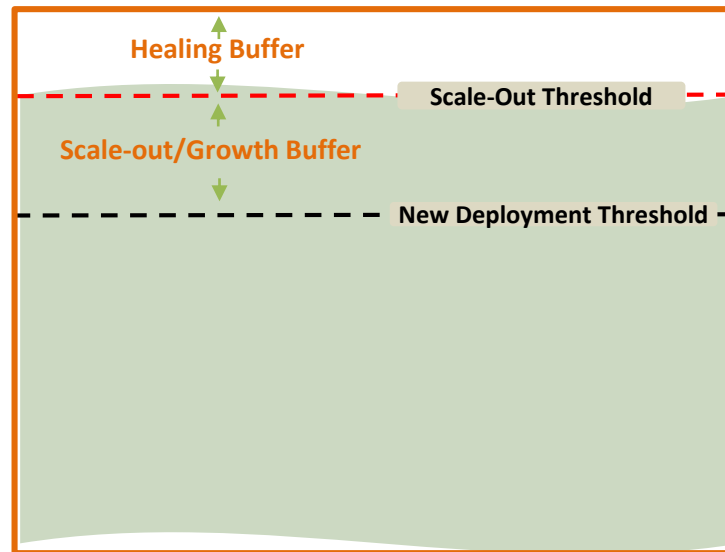 Healing Buffer
Scale-Out Threshold
Scale-out/Growth Buffer
New Deployment Threshold